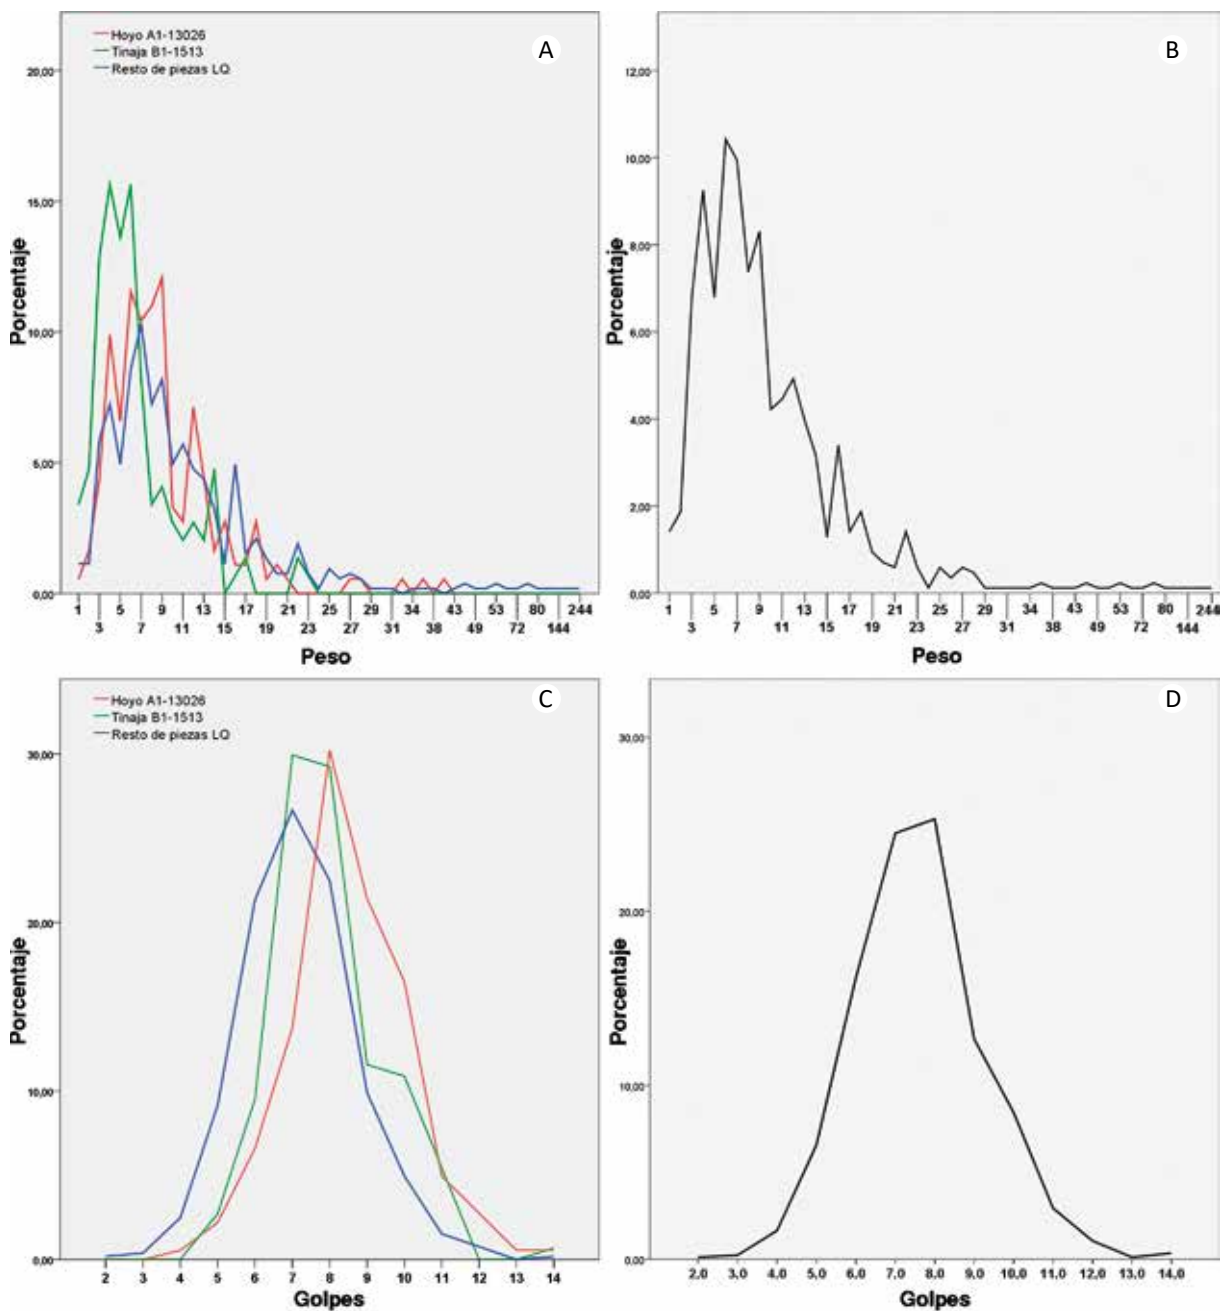 A
Hoyo A1-13026
Tinaja B1-1513
Resto de piezas LQ
20,00
15,00
10,00
5,00
0,00
Porcentaje
1 5 9 13 17 21 25 29 34 43 53 80 244
3 7 11 15 19 23 27 31 38 49 72 144
Peso
B
12,00
10,00
8,00
6,00
4,00
2,00
0,00
Porcentaje
1 5 9 13 17 21 25 29 34 43 53 80 244
3 7 11 15 19 23 27 31 38 49 72 144
Peso
C
Hoyo A1-13026
Tinaja B1-1513
Resto de piezas LQ
30,00
20,00
10,00
0,00
Porcentaje
2 3 4 5 6 7 8 9 10 11 12 13 14
Golpes
D
30,00
20,00
10,00
0,00
Porcentaje
2,0 3,0 4,0 5,0 6,0 7,0 8,0 9,0 10,0 11,0 12,0 13,0 14,0
Golpes